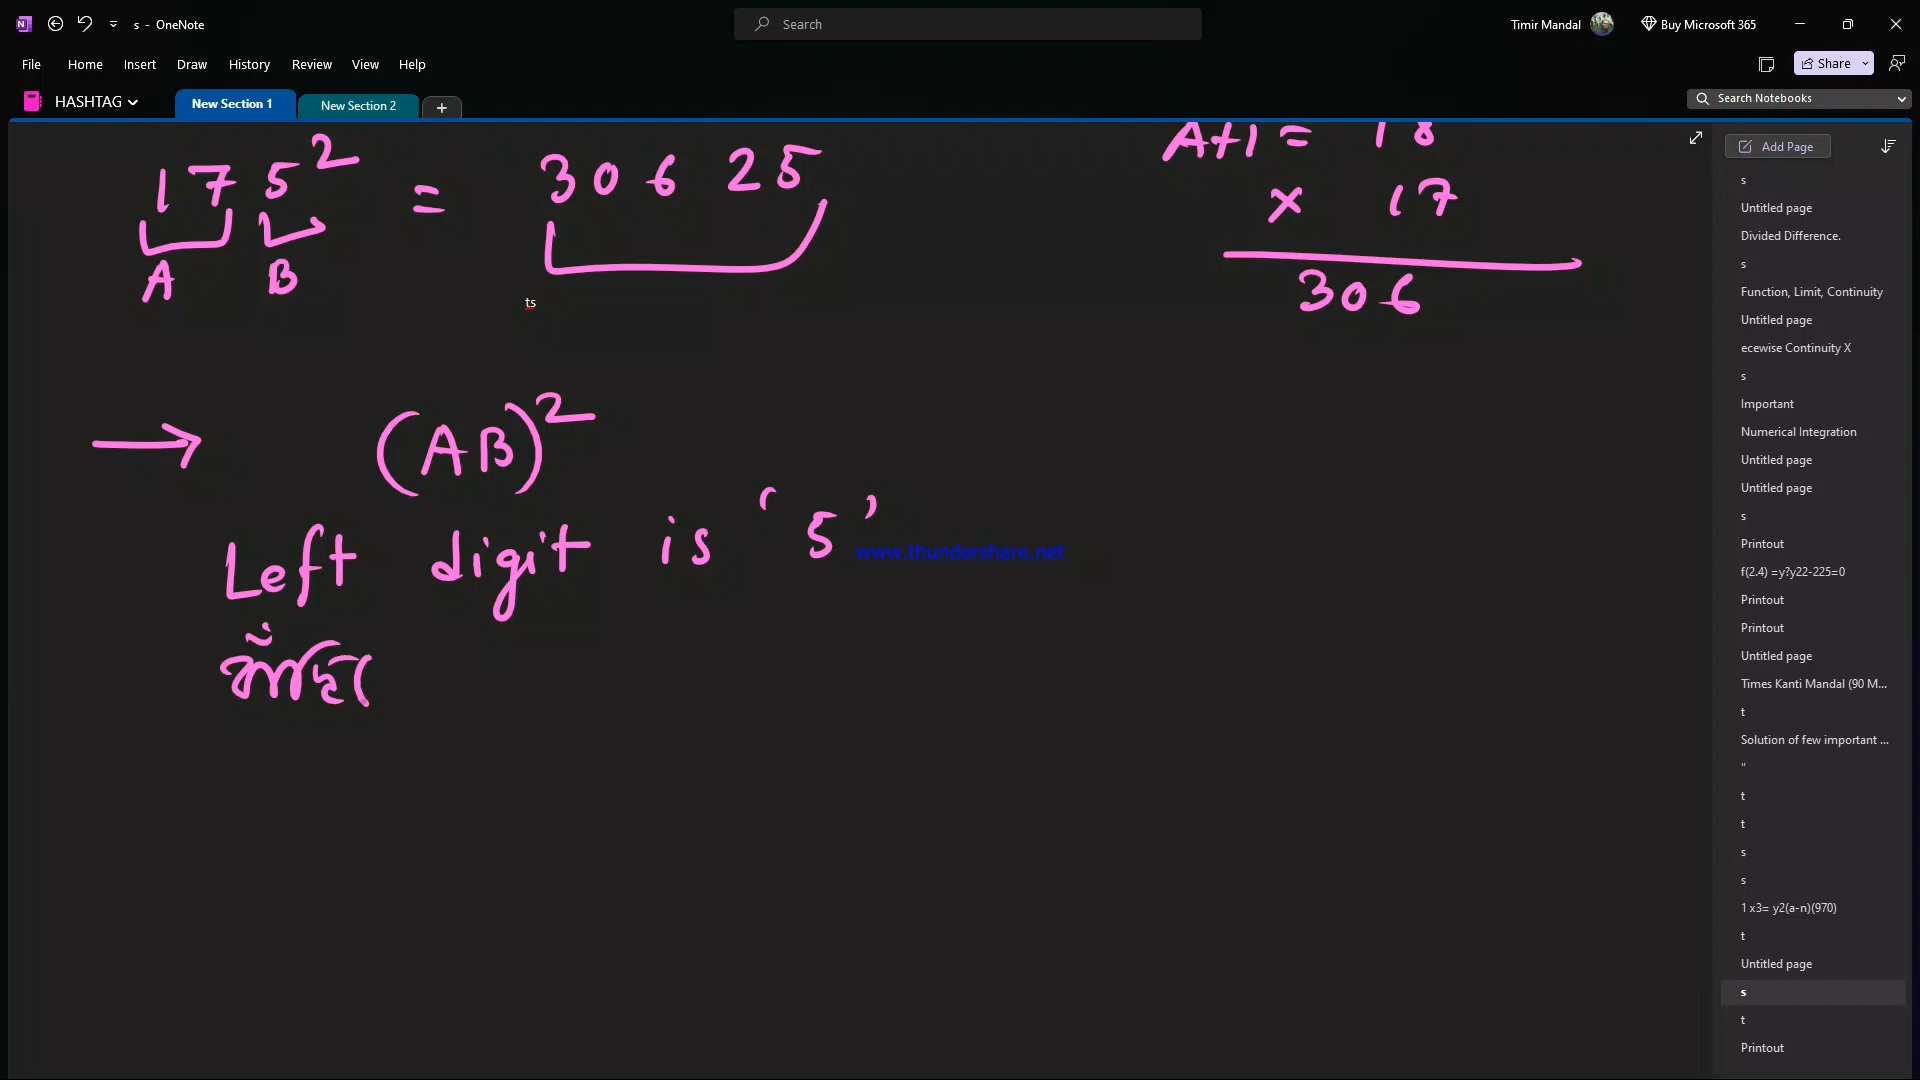 s - OneNote
Search
Timir Mandal
Buy Microsoft 365
File Home Insert Draw History Review View Help
Share
HASHTAG
New Section 1
New Section 2
+
Search Notebooks
175² = 30625
A B
ts
A+1 = 18
× 17
306
→ (AB)²
Left digit is '5'
www.thundershare.net
Add Page
s
Untitled page
Divided Difference.
s
Function, Limit, Continuity
Untitled page
ecewise Continuity X
s
Important
Numerical Integration
Untitled page
Untitled page
s
Printout
f(2.4) =y?y22-225=0
Printout
Printout
Untitled page
Times Kanti Mandal (90 M...
t
Solution of few important ...
"
t
t
s
s
1 x3= y2(a-n)(970)
t
Untitled page
s
t
Printout